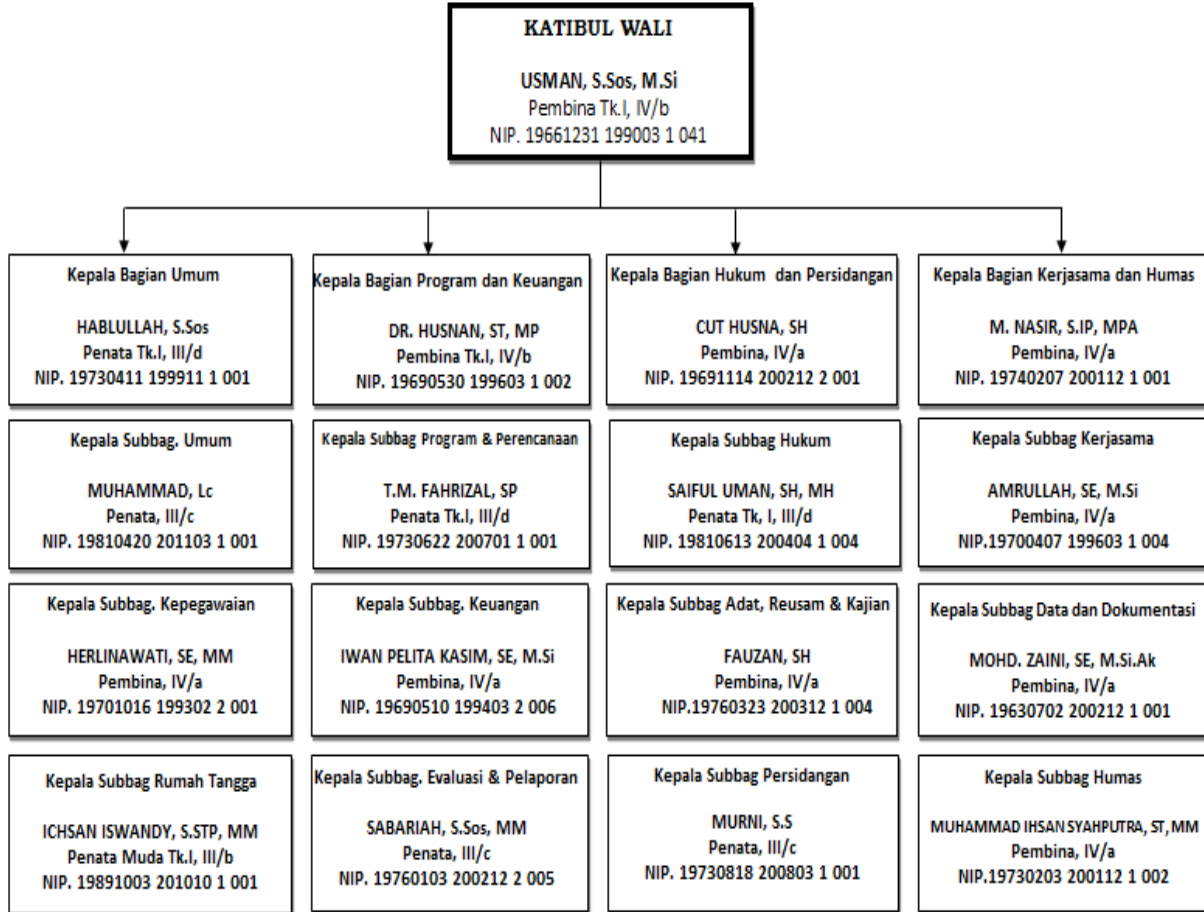 KATIBUL WALI
USMAN, S.Sos, M.Si
Pembina Tk.I, IV/b
NIP. 19661231 199003 1 041
Kepala Bagian Umum
HABLULLAH, S.Sos
Penata Tk.I, III/d
NIP. 19730411 199911 1 001
Kepala Bagian Program dan Keuangan
DR. HUSNAN, ST, MP
Pembina Tk.I, IV/b
NIP. 19690530 199603 1 002
Kepala Bagian Hukum dan Persidangan
CUT HUSNA, SH
Pembina, IV/a
NIP. 19691114 200212 2 001
Kepala Bagian Kerjasama dan Humas
M. NASIR, S.IP, MPA
Pembina, IV/a
NIP. 19740207 200112 1 001
Kepala Subbag. Umum
MUHAMMAD, Lc
Penata, III/c
NIP. 19810420 201103 1 001
Kepala Subbag Program & Perencanaan
T.M. FAHRIZAL, SP
Penata Tk.I, III/d
NIP. 19730622 200701 1 001
Kepala Subbag Hukum
SAIFUL UMAN, SH, MH
Penata Tk, I, III/d
NIP. 19810613 200404 1 004
Kepala Subbag Kerjasama
AMRULLAH, SE, M.Si
Pembina, IV/a
NIP.19700407 199603 1 004
Kepala Subbag. Kepegawaian
HERLINAWATI, SE, MM
Pembina, IV/a
NIP. 19701016 199302 2 001
Kepala Subbag. Keuangan
IWAN PELITA KASIM, SE, M.Si
Pembina, IV/a
NIP. 19690510 199403 2 006
Kepala Subbag Adat, Reusam & Kajian
FAUZAN, SH
Pembina, IV/a
NIP.19760323 200312 1 004
Kepala Subbag Data dan Dokumentasi
MOHD. ZAINI, SE, M.Si.Ak
Pembina, IV/a
NIP. 19630702 200212 1 001
Kepala Subbag Rumah Tangga
ICHSAN ISWANDY, S.STP, MM
Penata Muda Tk.I, III/b
NIP. 19891003 201010 1 001
Kepala Subbag. Evaluasi & Pelaporan
SABARIAH, S.Sos, MM
Penata, III/c
NIP. 19760103 200212 2 005
Kepala Subbag Persidangan
MURNI, S.S
Penata, III/c
NIP. 19730818 200803 1 001
Kepala Subbag Humas
MUHAMMAD IHSAN SYAHPUTRA, ST, MM
Pembina, IV/a
NIP.19730203 200112 1 002